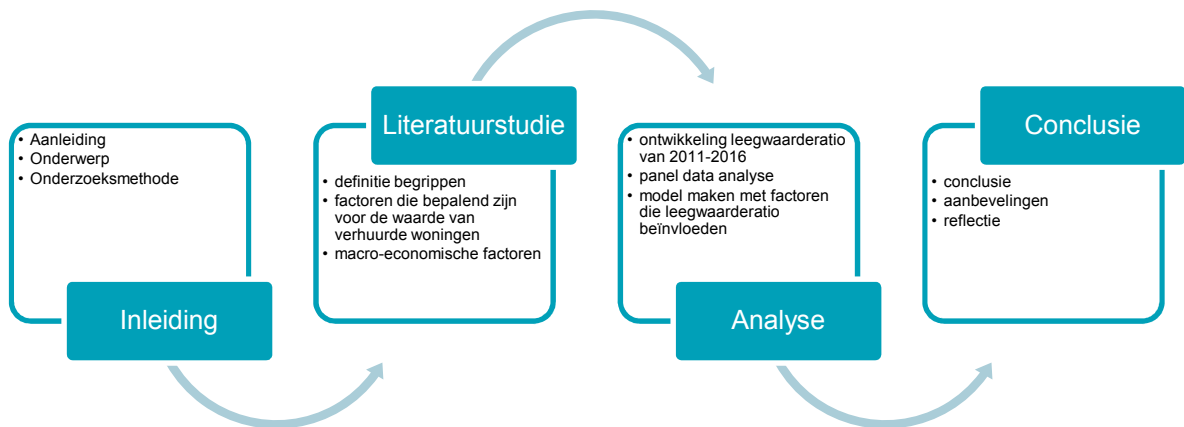 • Aanleiding
• Onderwerp
• Onderzoeksmethode
Inleiding
Literatuurstudie
• definitie begrippen
• factoren die bepalend zijn
voor de waarde van
verhuurde woningen
• macro-economische factoren
• ontwikkeling leegwaarderatio
van 2011-2016
• panel data analyse
• model maken met factoren
die leegwaarderatio
beïnvloeden
Analyse
Conclusie
• conclusie
• aanbevelingen
• reflectie